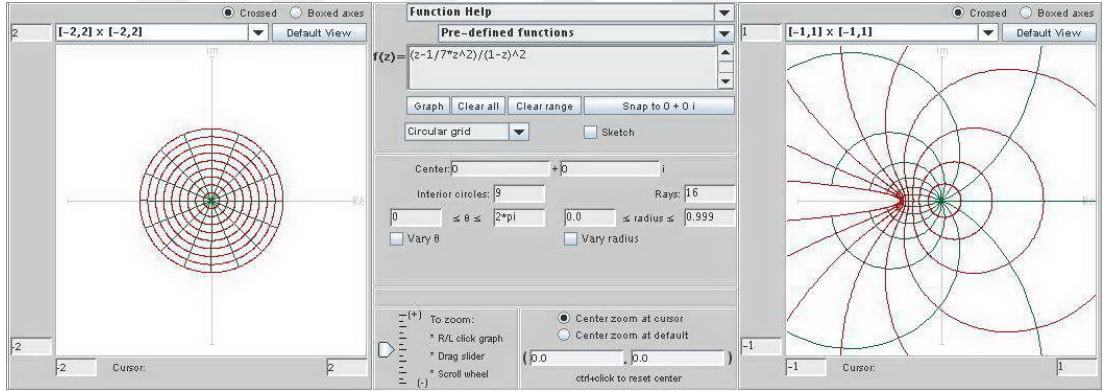 Crossed Boxed axes
2 [-2,2] x [-2,2] Default View
Im
Re
-2
-2 Cursor: 2
Function Help
Pre-defined functions
f(z)= (z-1/7*z^2)/(1-z)^2
Graph Clear all Clear range Snap to 0 + 0 i
Circular grid Sketch
Center: 0 + 0 i
Interior circles: 9 Rays: 16
0 ≤ θ ≤ 2*pi 0.0 ≤ radius ≤ 0.999
Vary θ Vary radius
(+) To zoom:
* R/L click graph
* Drag slider
* Scroll wheel
(-)
Center zoom at cursor
Center zoom at default
( 0.0 , 0.0 )
ctrl+click to reset center
Crossed Boxed axes
1 [-1,1] x [-1,1] Default View
Im
Re
-1
-1 Cursor: 1